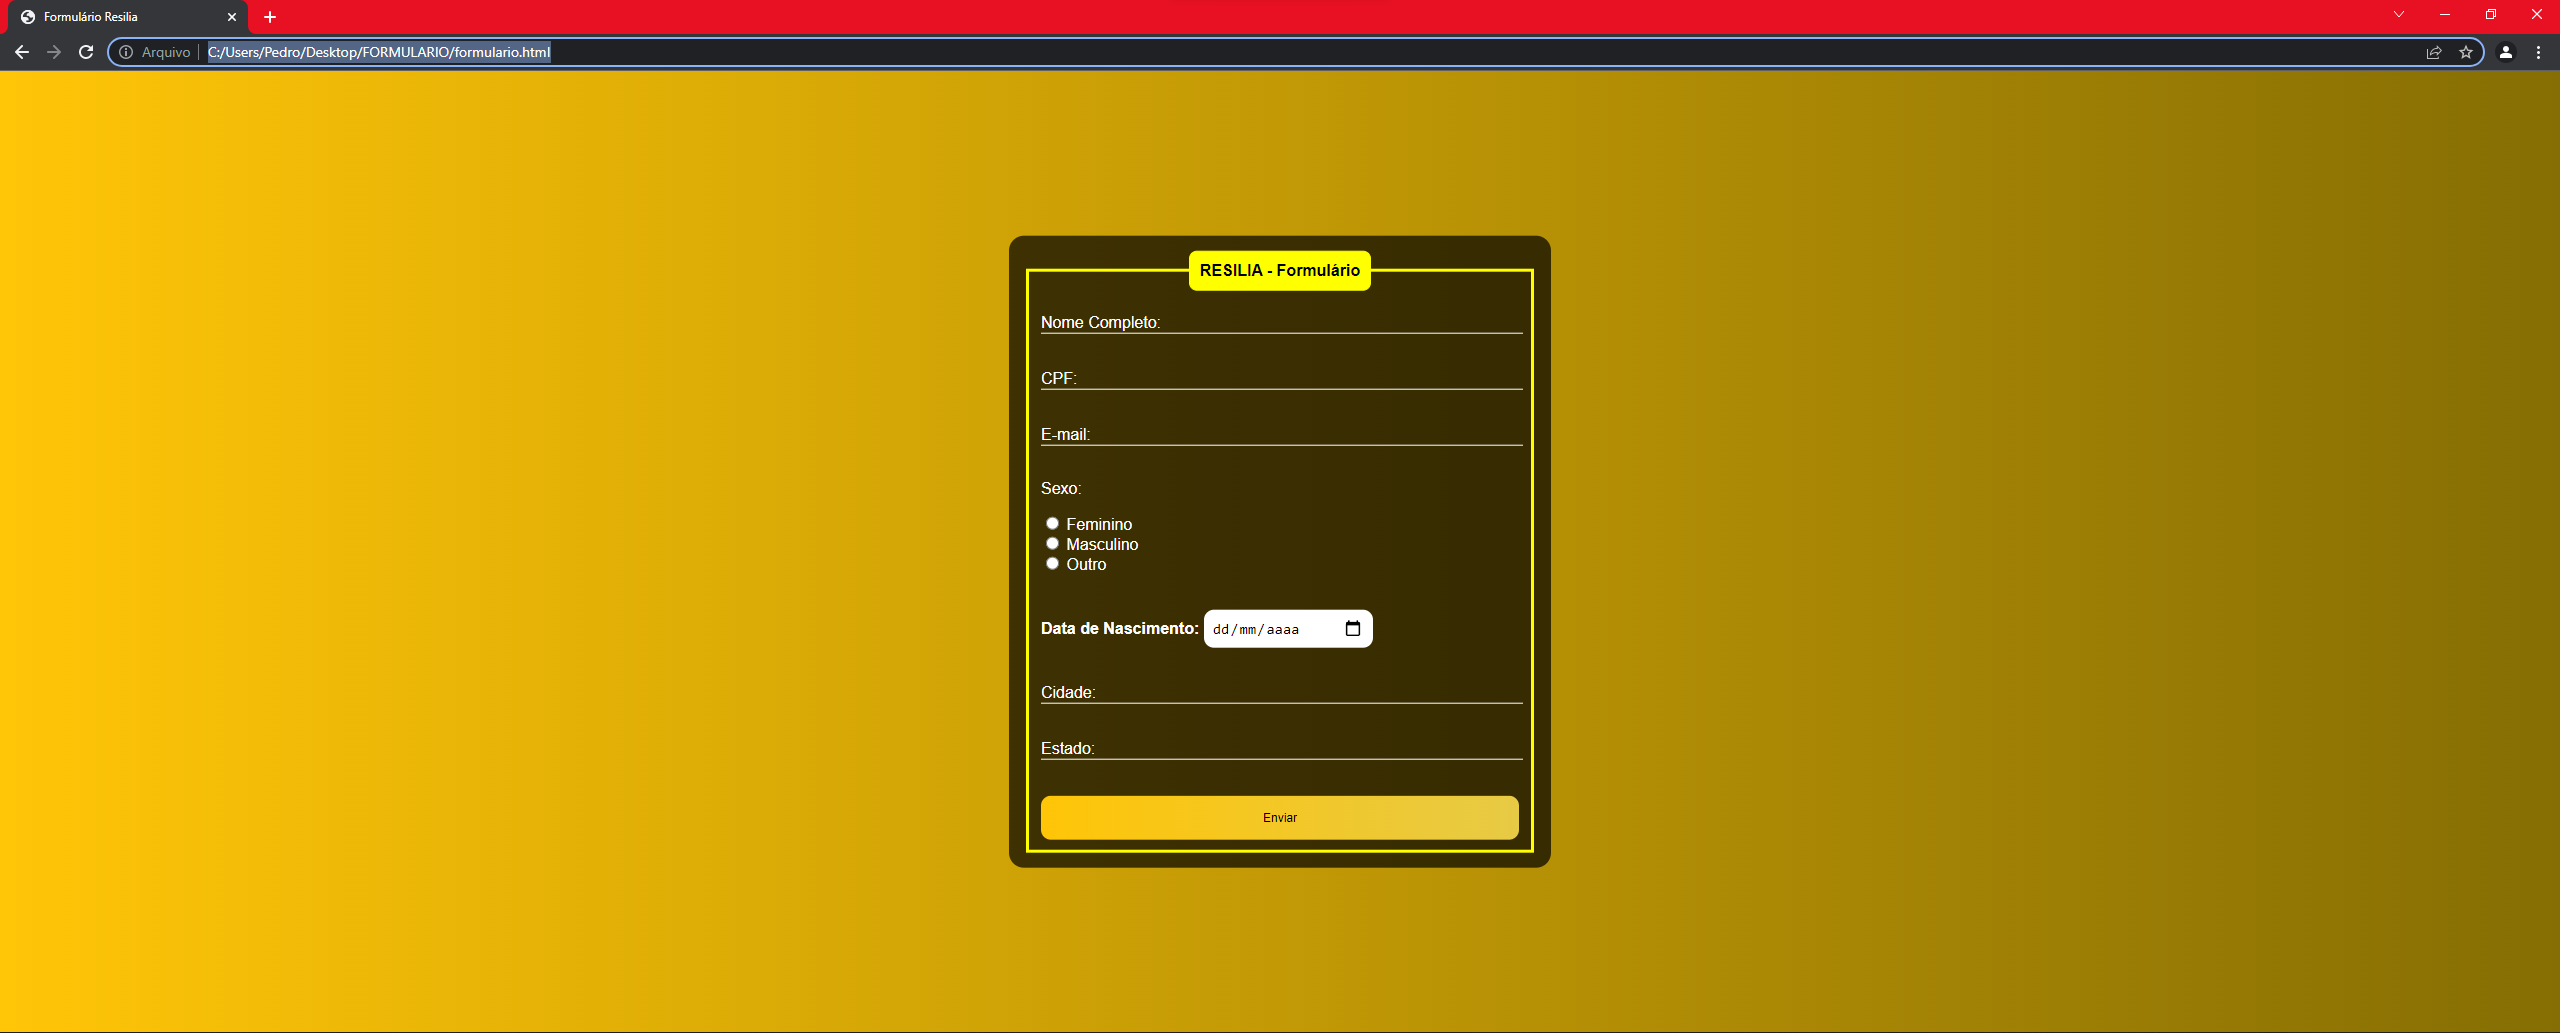 Formulário Resilia
Arquivo
C:/Users/Pedro/Desktop/FORMULARIO/formulario.html
RESILIA - Formulário
Nome Completo:
CPF:
E-mail:
Sexo:
Feminino
Masculino
Outro
Data de Nascimento: dd/mm/aaaa
Cidade:
Estado:
Enviar